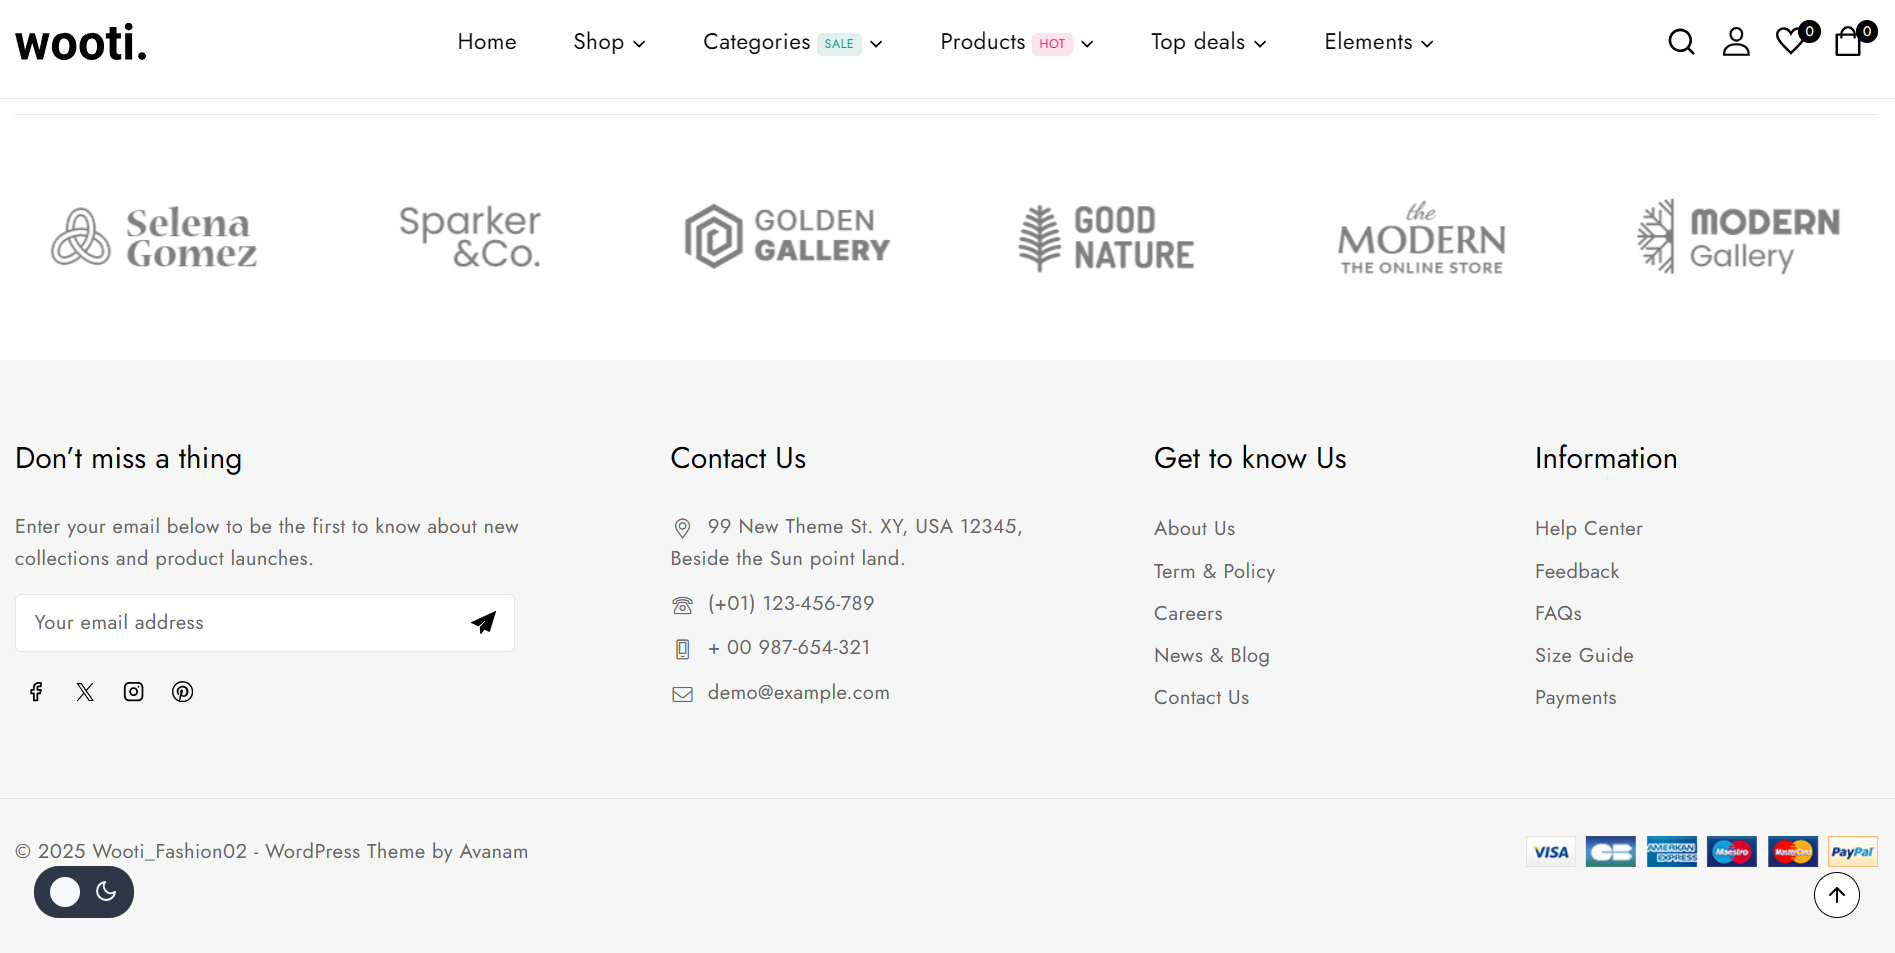 wooti.
Home
Shop
Categories SALE
Products HOT
Top deals
Elements
0
0
Selena
Gomez
Sparker
&Co.
GOLDEN
GALLERY
GOOD
NATURE
the
MODERN
THE ONLINE STORE
MODERN
Gallery
Don’t miss a thing
Enter your email below to be the first to know about new
collections and product launches.
Your email address
Contact Us
99 New Theme St. XY, USA 12345,
Beside the Sun point land.
(+01) 123-456-789
+ 00 987-654-321
demo@example.com
Get to know Us
About Us
Term & Policy
Careers
News & Blog
Contact Us
Information
Help Center
Feedback
FAQs
Size Guide
Payments
© 2025 Wooti_Fashion02 - WordPress Theme by Avanam
VISA
CB
AMERICAN
EXPRESS
Maestro
MasterCard
PayPal